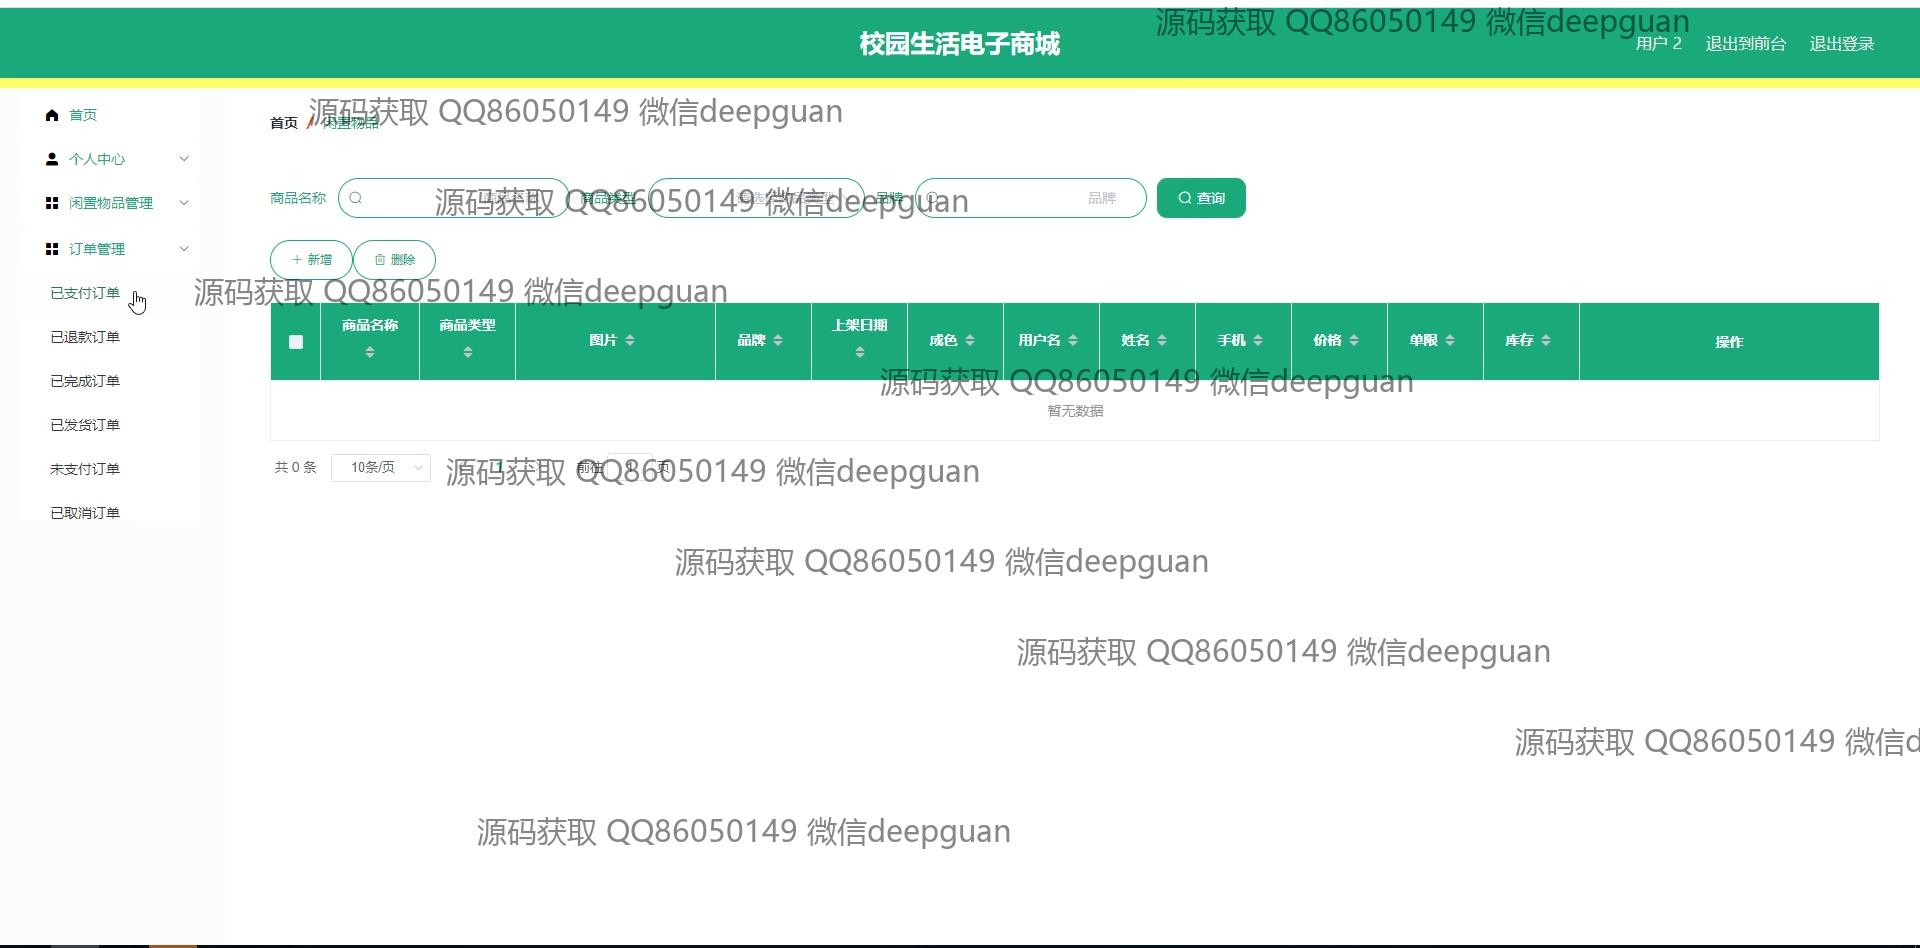 源码获取 QQ86050149 微信deepguan
校园生活电子商城
用户 2 退出到前台 退出登录
首页
个人中心
闲置物品管理
订单管理
已支付订单
已退款订单
已完成订单
已发货订单
未支付订单
已取消订单
源码获取 QQ86050149 微信deepguan
首页 / 闲置物品
商品名称 商品名称 商品类型 品牌 品牌 查询
源码获取 QQ86050149 微信deepguan
新增 删除
源码获取 QQ86050149 微信deepguan
商品名称 商品类型 图片 品牌 上架日期 成色 用户名 姓名 手机 价格 单限 库存 操作
源码获取 QQ86050149 微信deepguan
暂无数据
共 0 条 10条/页 1 前往 1 页
源码获取 QQ86050149 微信deepguan
源码获取 QQ86050149 微信deepguan
源码获取 QQ86050149 微信deepguan
源码获取 QQ86050149 微信d
源码获取 QQ86050149 微信deepguan